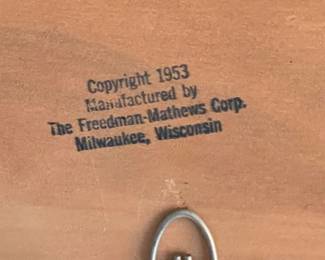 Copyright 1953
Manufactured by
The Freedman-Mathews Corp.
Milwaukee, Wisconsin